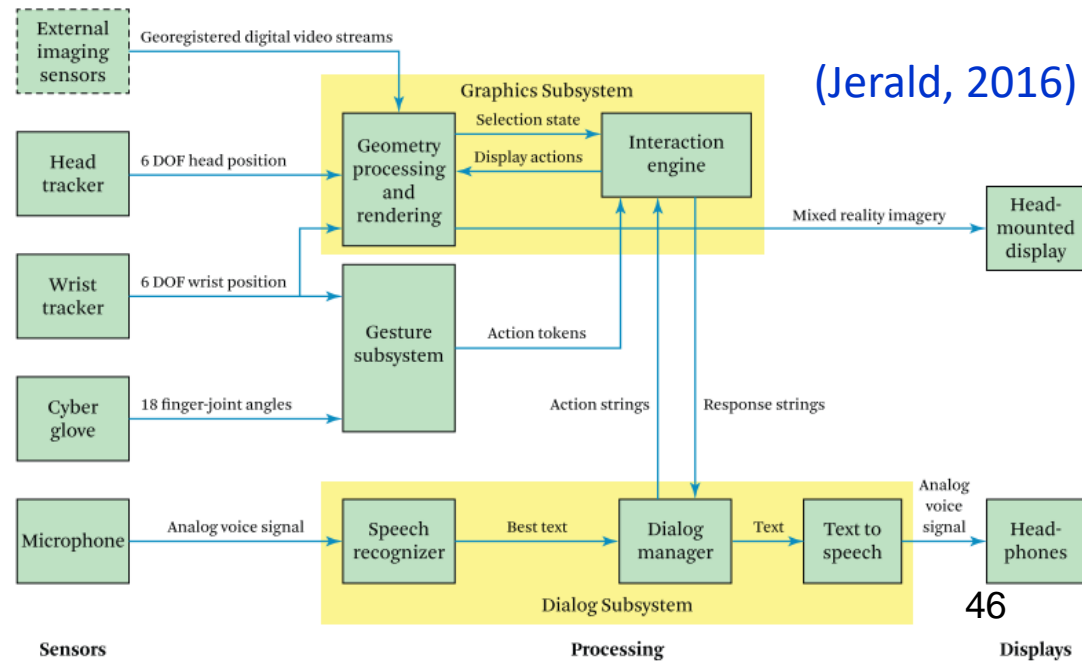 External
imaging
sensors
Georegistered digital video streams
(Jerald, 2016)
Graphics Subsystem
Head
tracker
6 DOF head position
Geometry
processing
and
rendering
Selection state
Display actions
Interaction
engine
Mixed reality imagery
Head-
mounted
display
Wrist
tracker
6 DOF wrist position
Gesture
subsystem
Action tokens
Cyber
glove
18 finger-joint angles
Action strings
Response strings
Microphone
Analog voice signal
Speech
recognizer
Best text
Dialog
manager
Text
Text to
speech
Analog
voice
signal
Head-
phones
Dialog Subsystem
46
Sensors
Processing
Displays